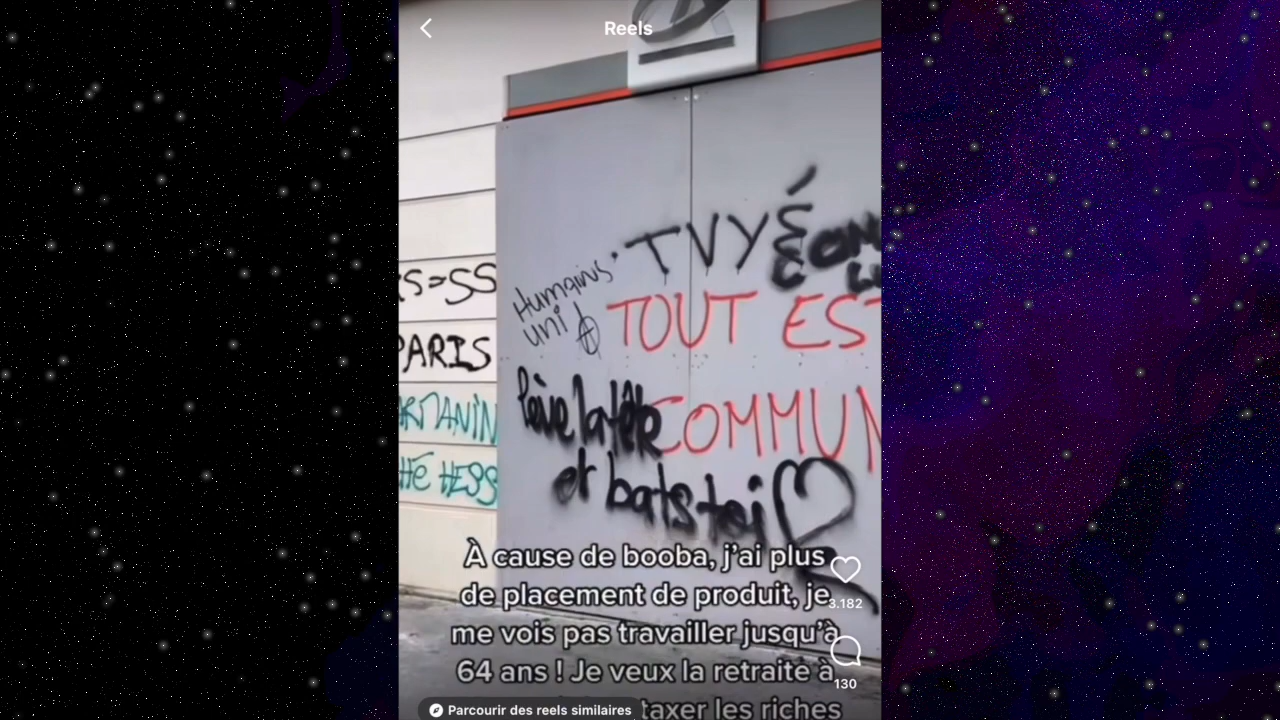 Reels
TVYÉ
Humains
uni
TOUT EST
S=SS
PARIS
lève la tête
COMMUN
et bats toi
À cause de booba, j'ai plus
de placement de produit, je
3.182
me vois pas travailler jusqu'à
64 ans ! Je veux la retraite à
130
taxer les riches
Parcourir des reels similaires